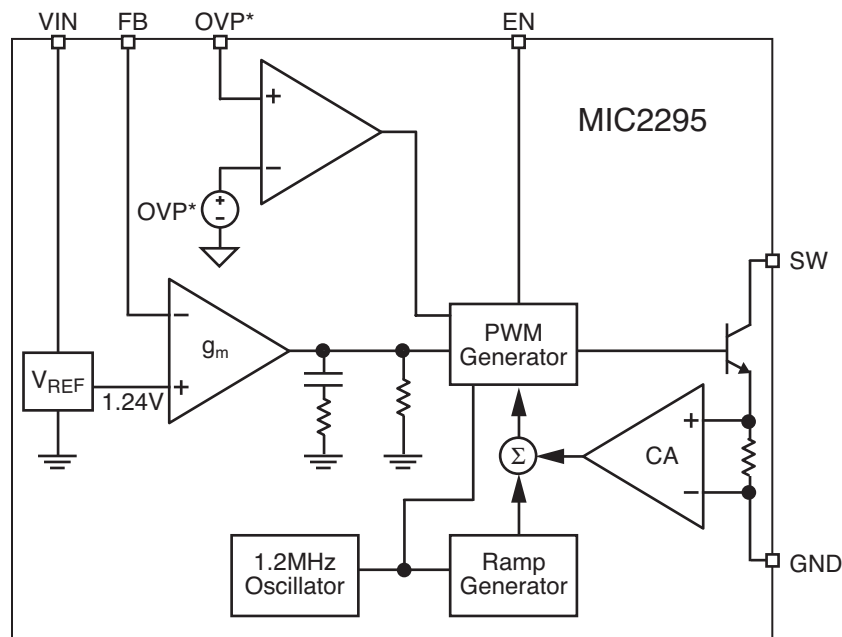 VIN FB OVP* EN
MIC2295
+
−
OVP*
+
−
SW
PWM
Generator
−
gm
VREF
+
1.24V
+
CA
−
Σ
1.2MHz
Oscillator
Ramp
Generator
GND